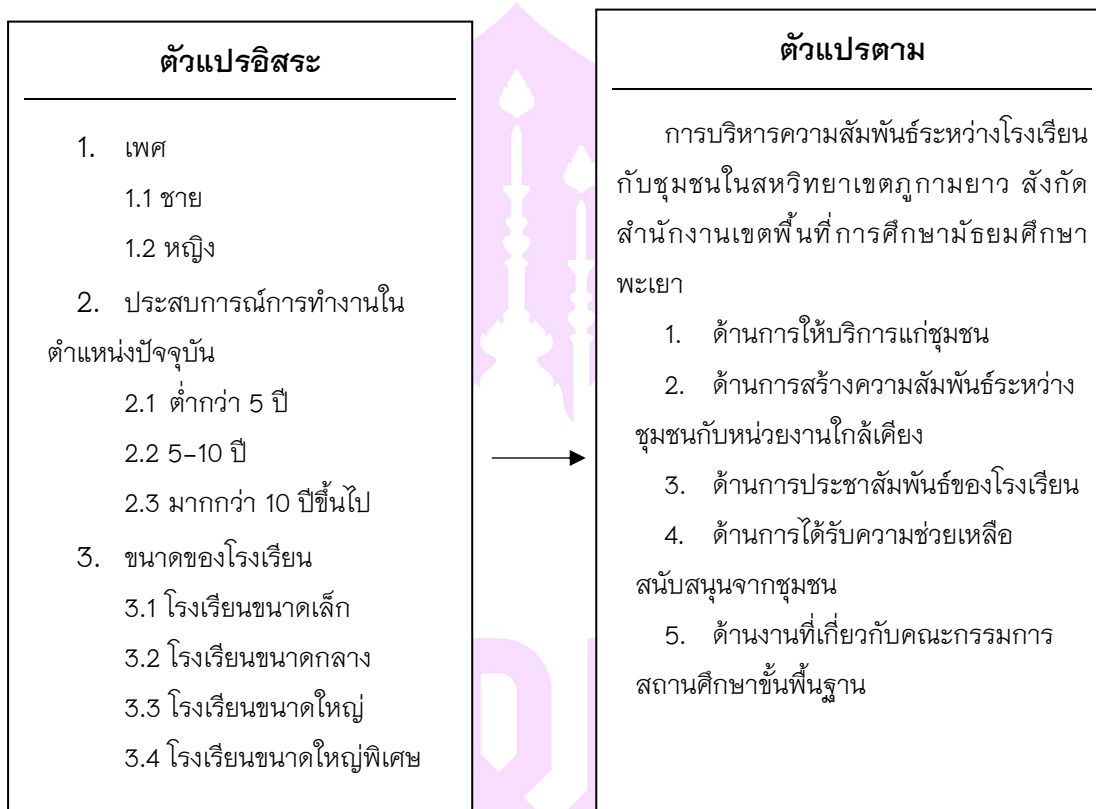 ตัวแปรอิสระ
1. เพศ
1.1 ชาย
1.2 หญิง
2. ประสบการณ์การทำงานใน
ตำแหน่งปัจจุบัน
2.1 ต่ำกว่า 5 ปี
2.2 5–10 ปี
2.3 มากกว่า 10 ปีขึ้นไป
3. ขนาดของโรงเรียน
3.1 โรงเรียนขนาดเล็ก
3.2 โรงเรียนขนาดกลาง
3.3 โรงเรียนขนาดใหญ่
3.4 โรงเรียนขนาดใหญ่พิเศษ
ตัวแปรตาม
การบริหารความสัมพันธ์ระหว่างโรงเรียน
กับชุมชนในสหวิทยาเขตภูกามยาว สังกัด
สำนักงานเขตพื้นที่การศึกษามัธยมศึกษา
พะเยา
1. ด้านการให้บริการแก่ชุมชน
2. ด้านการสร้างความสัมพันธ์ระหว่าง
ชุมชนกับหน่วยงานใกล้เคียง
3. ด้านการประชาสัมพันธ์ของโรงเรียน
4. ด้านการได้รับความช่วยเหลือ
สนับสนุนจากชุมชน
5. ด้านงานที่เกี่ยวกับคณะกรรมการ
สถานศึกษาขั้นพื้นฐาน